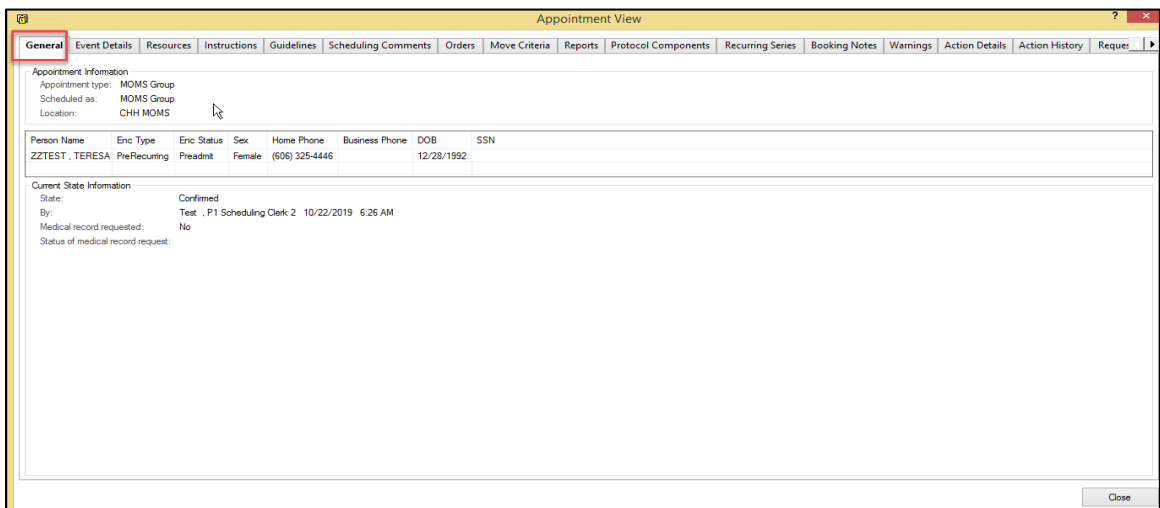 Appointment View
?
General Event Details Resources Instructions Guidelines Scheduling Comments Orders Move Criteria Reports Protocol Components Recurring Series Booking Notes Warnings Action Details Action History Reques
Appointment Information
Appointment type: MOMS Group
Scheduled as: MOMS Group
Location: CHH MOMS
Person Name Enc Type Enc Status Sex Home Phone Business Phone DOB SSN
ZZTEST , TERESA PreRecurring Preadmit Female (606) 325-4446 12/28/1992
Current State Information
State: Confirmed
By: Test , P1 Scheduling Clerk 2 10/22/2019 6:26 AM
Medical record requested: No
Status of medical record request:
Close